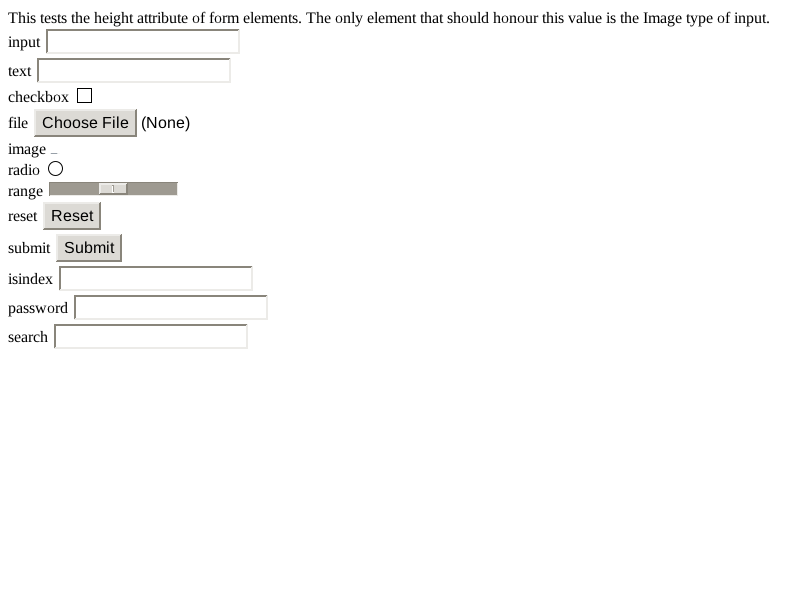 This tests the height attribute of form elements. The only element that should honour this value is the Image type of input.
input
text
checkbox
file Choose File (None)
image
radio
range
reset Reset
submit Submit
isindex
password
search